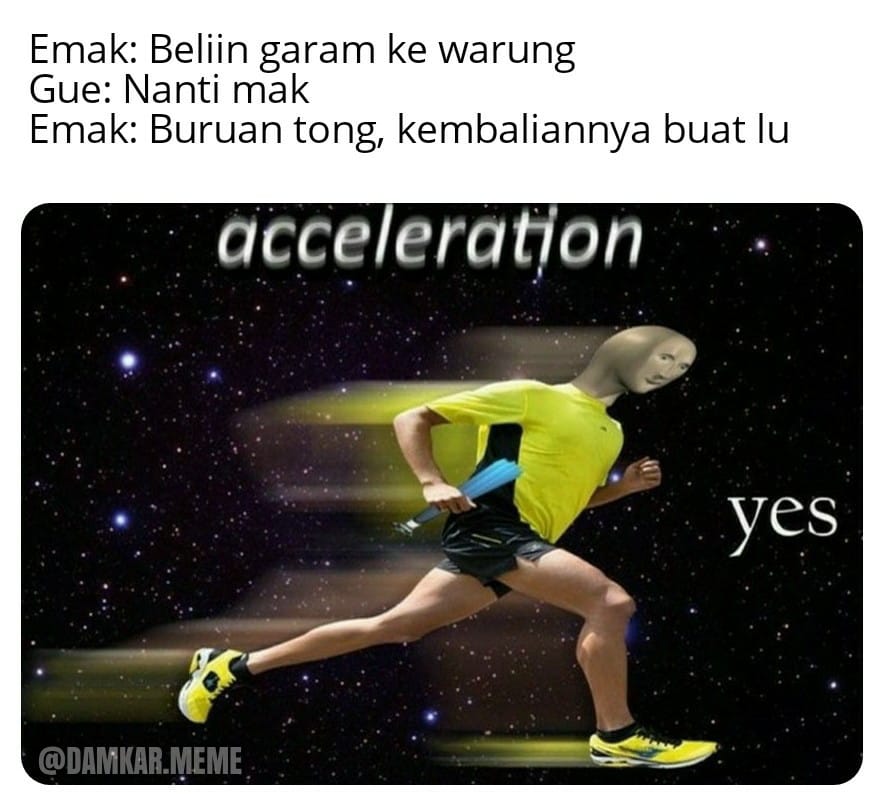 Emak: Beliin garam ke warung
Gue: Nanti mak
Emak: Buruan tong, kembaliannya buat lu
acceleration
yes
@DAMKAR.MEME